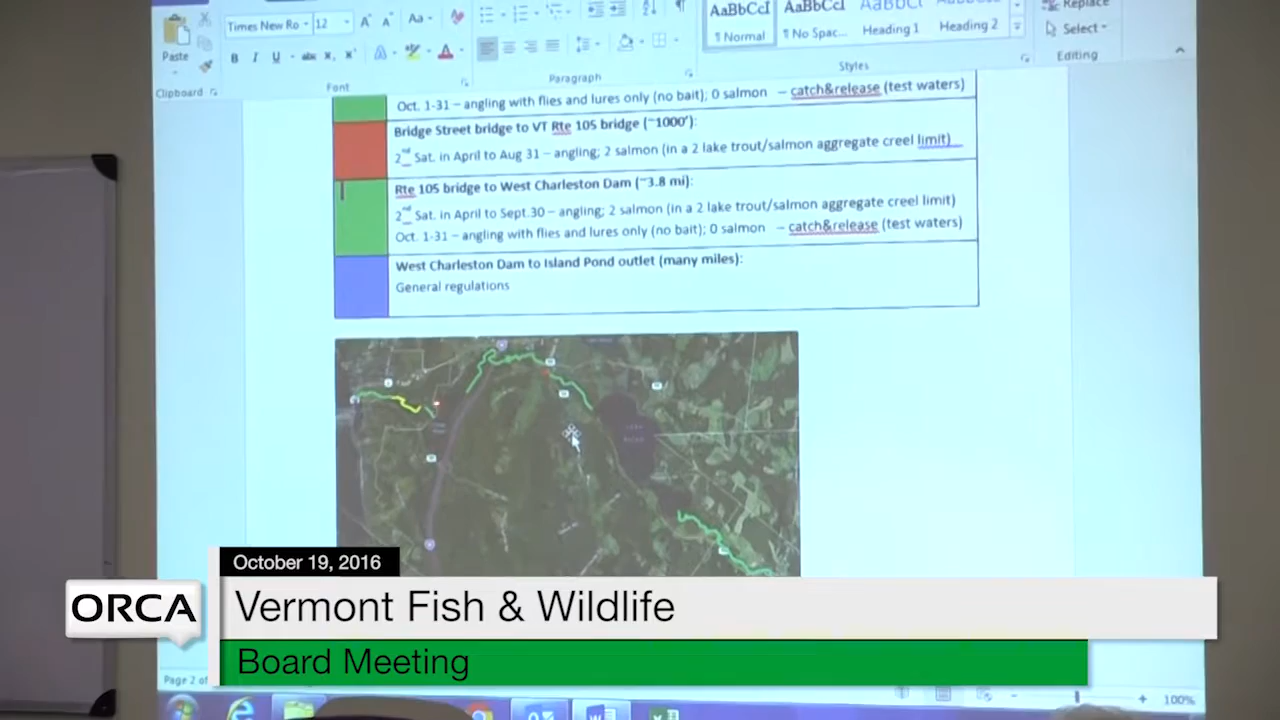 Times New Ro
12
Aa
Paste
B I U abc X, X'
A
AaBbCcI
AaBbCcI
AaBbCc
¶ Normal
¶ No Spac...
Heading 1
Heading 2
Replace
Select
Clipboard
Font
Paragraph
Styles
Editing
Oct. 1-31 – angling with flies and lures only (no bait); 0 salmon – catch&release (test waters)
Bridge Street bridge to VT Rte 105 bridge (~1000'):
2nd Sat. in April to Aug 31 – angling; 2 salmon (in a 2 lake trout/salmon aggregate creel limit)
Rte 105 bridge to West Charleston Dam (~3.8 mi):
2nd Sat. in April to Sept.30 – angling; 2 salmon (in a 2 lake trout/salmon aggregate creel limit)
Oct. 1-31 – angling with flies and lures only (no bait); 0 salmon – catch&release (test waters)
West Charleston Dam to Island Pond outlet (many miles):
General regulations
October 19, 2016
ORCA
Vermont Fish & Wildlife
Board Meeting
Page 2 of
100%